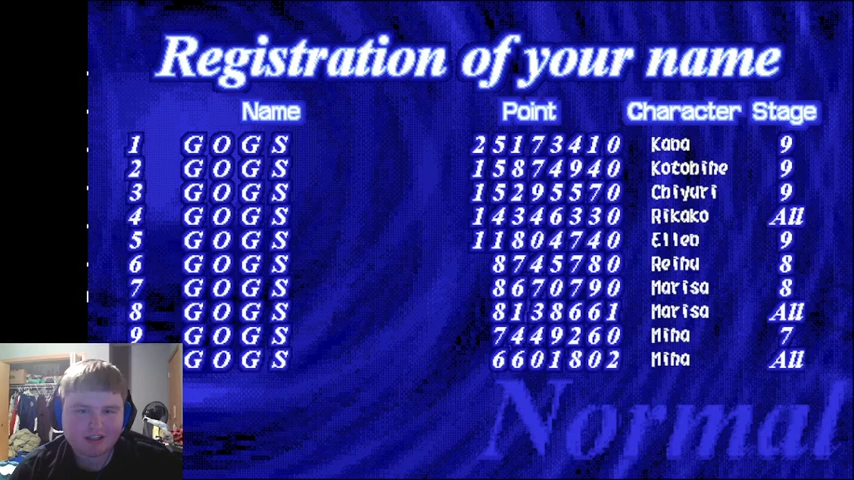 Registration of your name
Name Point Character Stage
1 GOGS 25173410 Kana 9
2 GOGS 15874940 Kotohime 9
3 GOGS 15295570 Chiyuri 9
4 GOGS 14346330 Rikako All
5 GOGS 11804740 Ellen 9
6 GOGS 8745780 Reimu 8
7 GOGS 8670790 Marisa 8
8 GOGS 8138661 Marisa All
9 GOGS 7449260 Mima 7
GOGS 6601802 Mima All
Normal